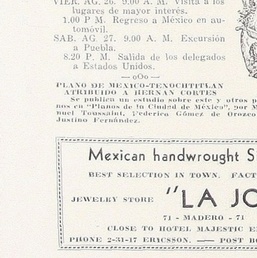 VIER. AG. 26. 9.00 A.M. Visita a los
lugares de mayor interés.
1.00 P M. Regreso a México en au-
tomóvil.
SAB. AG. 27. 9.00 A.M. Excursión
a Puebla.
8.20 P M. Salida de los delegados
a Estados Unidos.
—oOo—
PLANO DE MEXICO-TENOCHTITLAN
ATRIBUIDO A HERNAN CORTES
Se publica un estudio sobre este y otros p
nos en "Planos de la Ciudad de México", por M
nuel Toussaint, Federico Gómez de Orozco
Justino Fernández.
Mexican handwrought S
BEST SELECTION IN TOWN, FACT
JEWELRY STORE "LA JO
71 - MADERO - 71
CLOSE TO HOTEL MAJESTIC E
PHONE 2-31-17 ERICSSON. — POST BO